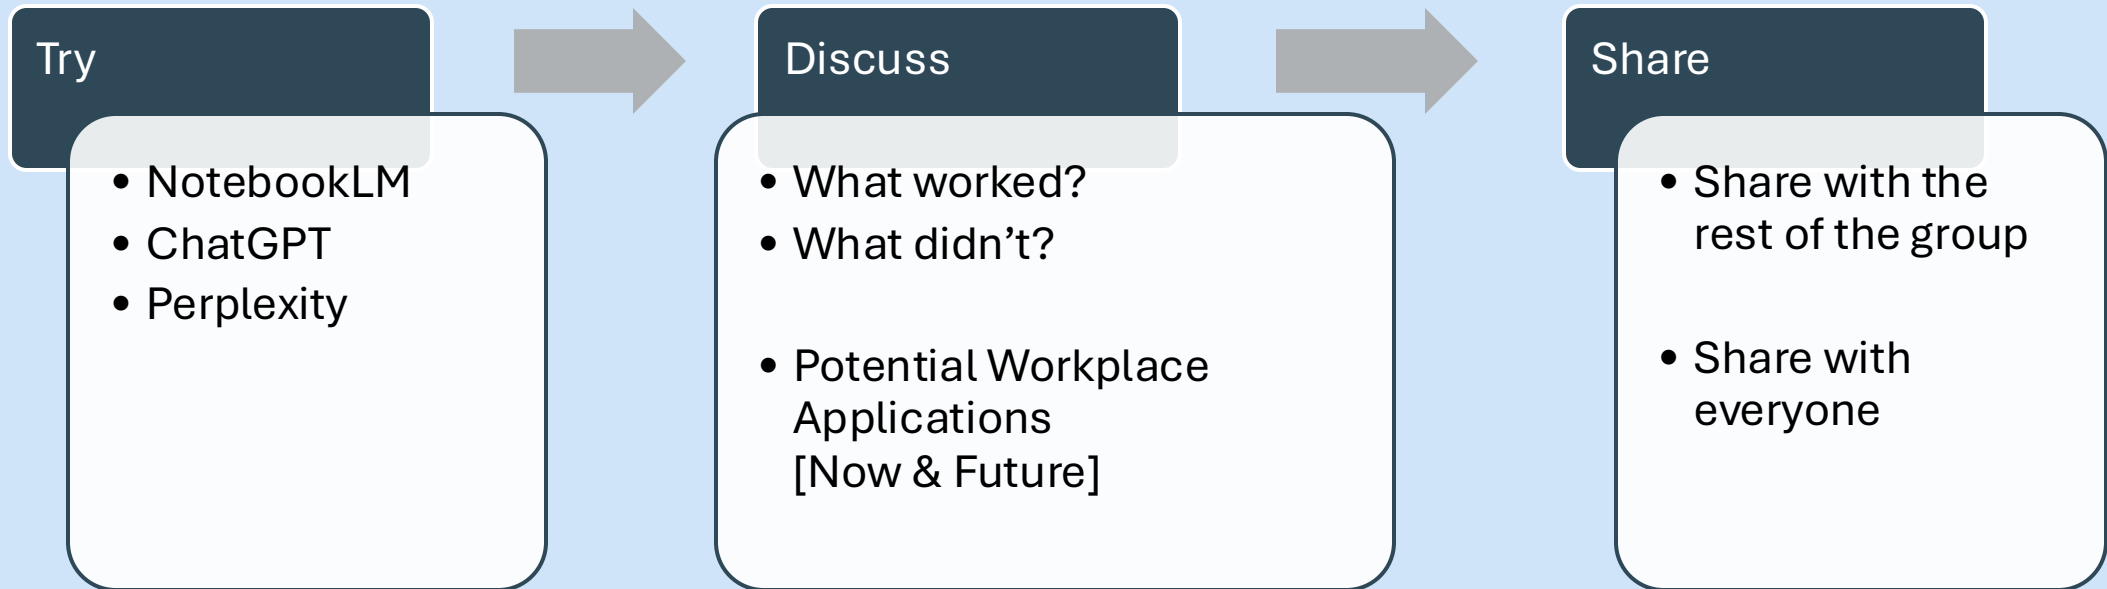 Try
• NotebookLM
• ChatGPT
• Perplexity
Discuss
• What worked?
• What didn’t?
• Potential Workplace
Applications
[Now & Future]
Share
• Share with the
rest of the group
• Share with
everyone